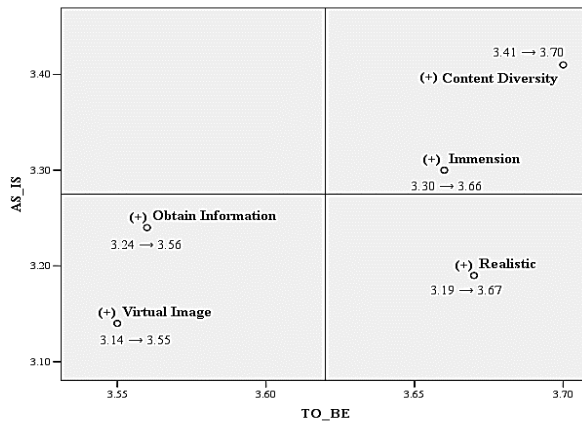 3.41 → 3.70
3.40
(+) Content Diversity
(+) Immension
3.30
3.30 → 3.66
AS_IS
(+) Obtain Information
3.24 → 3.56
3.20
(+) Realistic
3.19 → 3.67
(+) Virtual Image
3.14 → 3.55
3.10
3.55
3.60
3.65
3.70
TO_BE